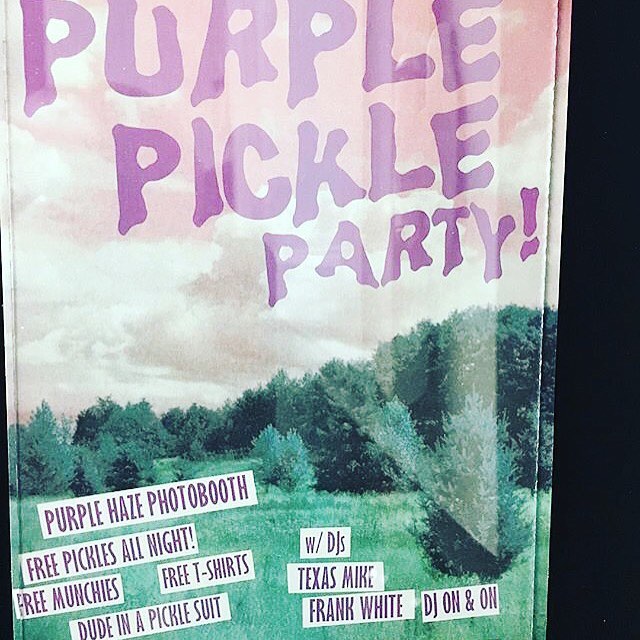 PURPLE
PICKLE
PARTY!
PURPLE HAZE PHOTOBOOTH
FREE PICKLES ALL NIGHT!
FREE MUNCHIES
FREE T-SHIRTS
DUDE IN A PICKLE SUIT
W/ DJs
TEXAS MIKE
FRANK WHITE
DJ ON & ON